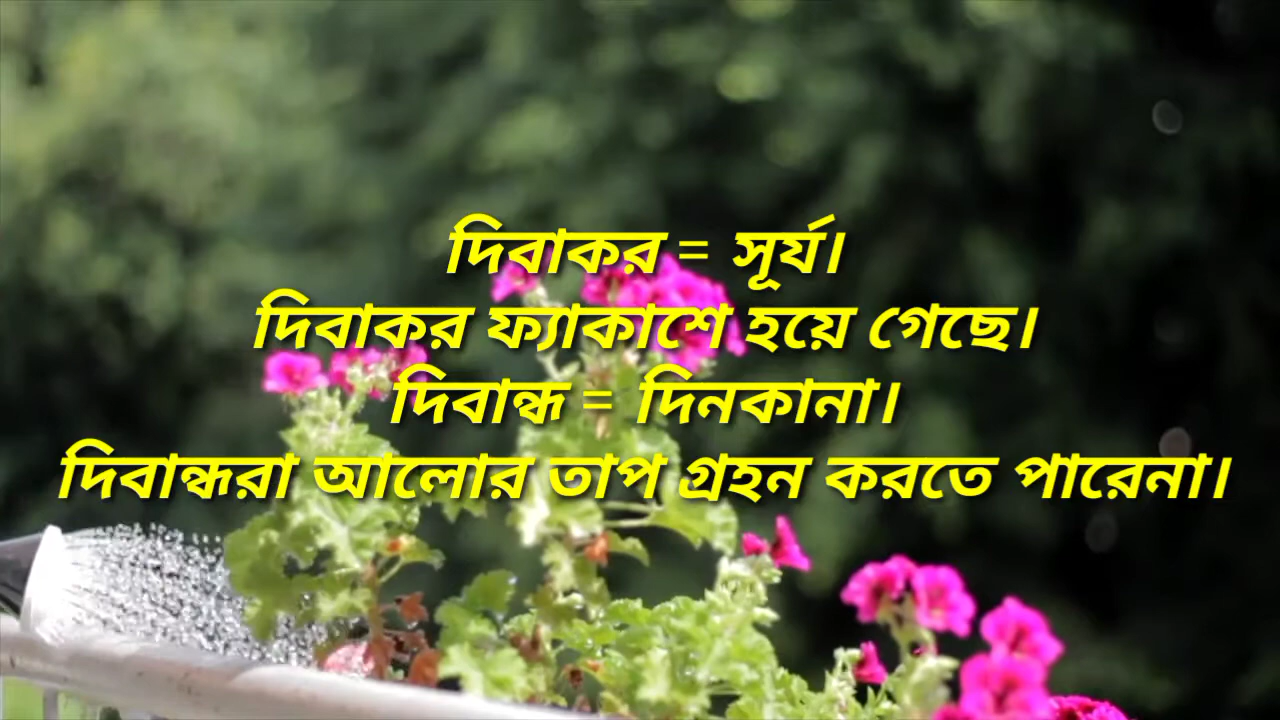 দিবাকর = সূর্য।
দিবাকর ফ্যাকাশে হয়ে গেছে।
দিবান্ধ = দিনকানা।
দিবান্ধরা আলোর তাপ গ্রহন করতে পারেনা।